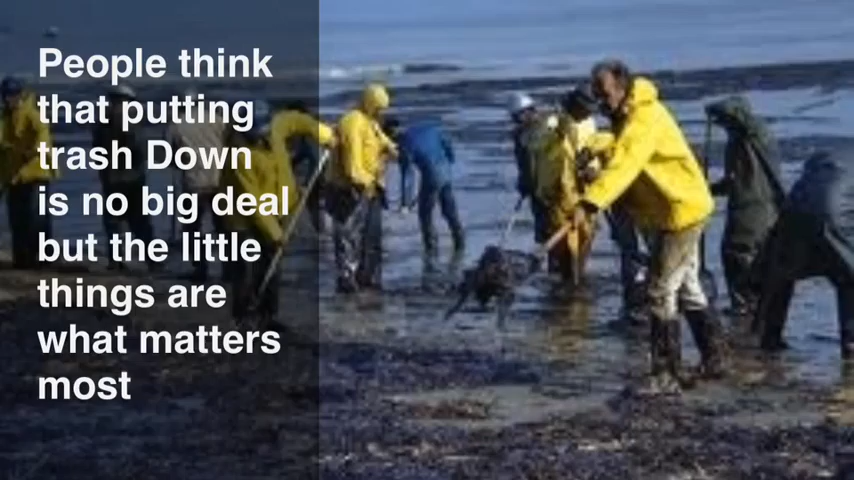 People think
that putting
trash Down
is no big deal
but the little
things are
what matters
most